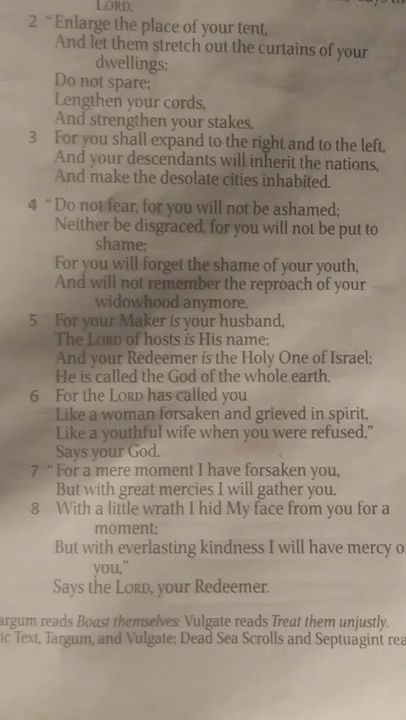 LORD.
2 “Enlarge the place of your tent,
And let them stretch out the curtains of your
dwellings;
Do not spare;
Lengthen your cords,
And strengthen your stakes.
3 For you shall expand to the right and to the left,
And your descendants will inherit the nations,
And make the desolate cities inhabited.
4 “Do not fear, for you will not be ashamed;
Neither be disgraced, for you will not be put to
shame;
For you will forget the shame of your youth,
And will not remember the reproach of your
widowhood anymore.
5 For your Maker is your husband,
The LORD of hosts is His name;
And your Redeemer is the Holy One of Israel;
He is called the God of the whole earth.
6 For the LORD has called you
Like a woman forsaken and grieved in spirit,
Like a youthful wife when you were refused,”
Says your God.
7 “For a mere moment I have forsaken you,
But with great mercies I will gather you.
8 With a little wrath I hid My face from you for a
moment;
But with everlasting kindness I will have mercy o
you,”
Says the LORD, your Redeemer.
argum reads Boast themselves; Vulgate reads Treat them unjustly.
ic Text, Targum, and Vulgate; Dead Sea Scrolls and Septuagint rea